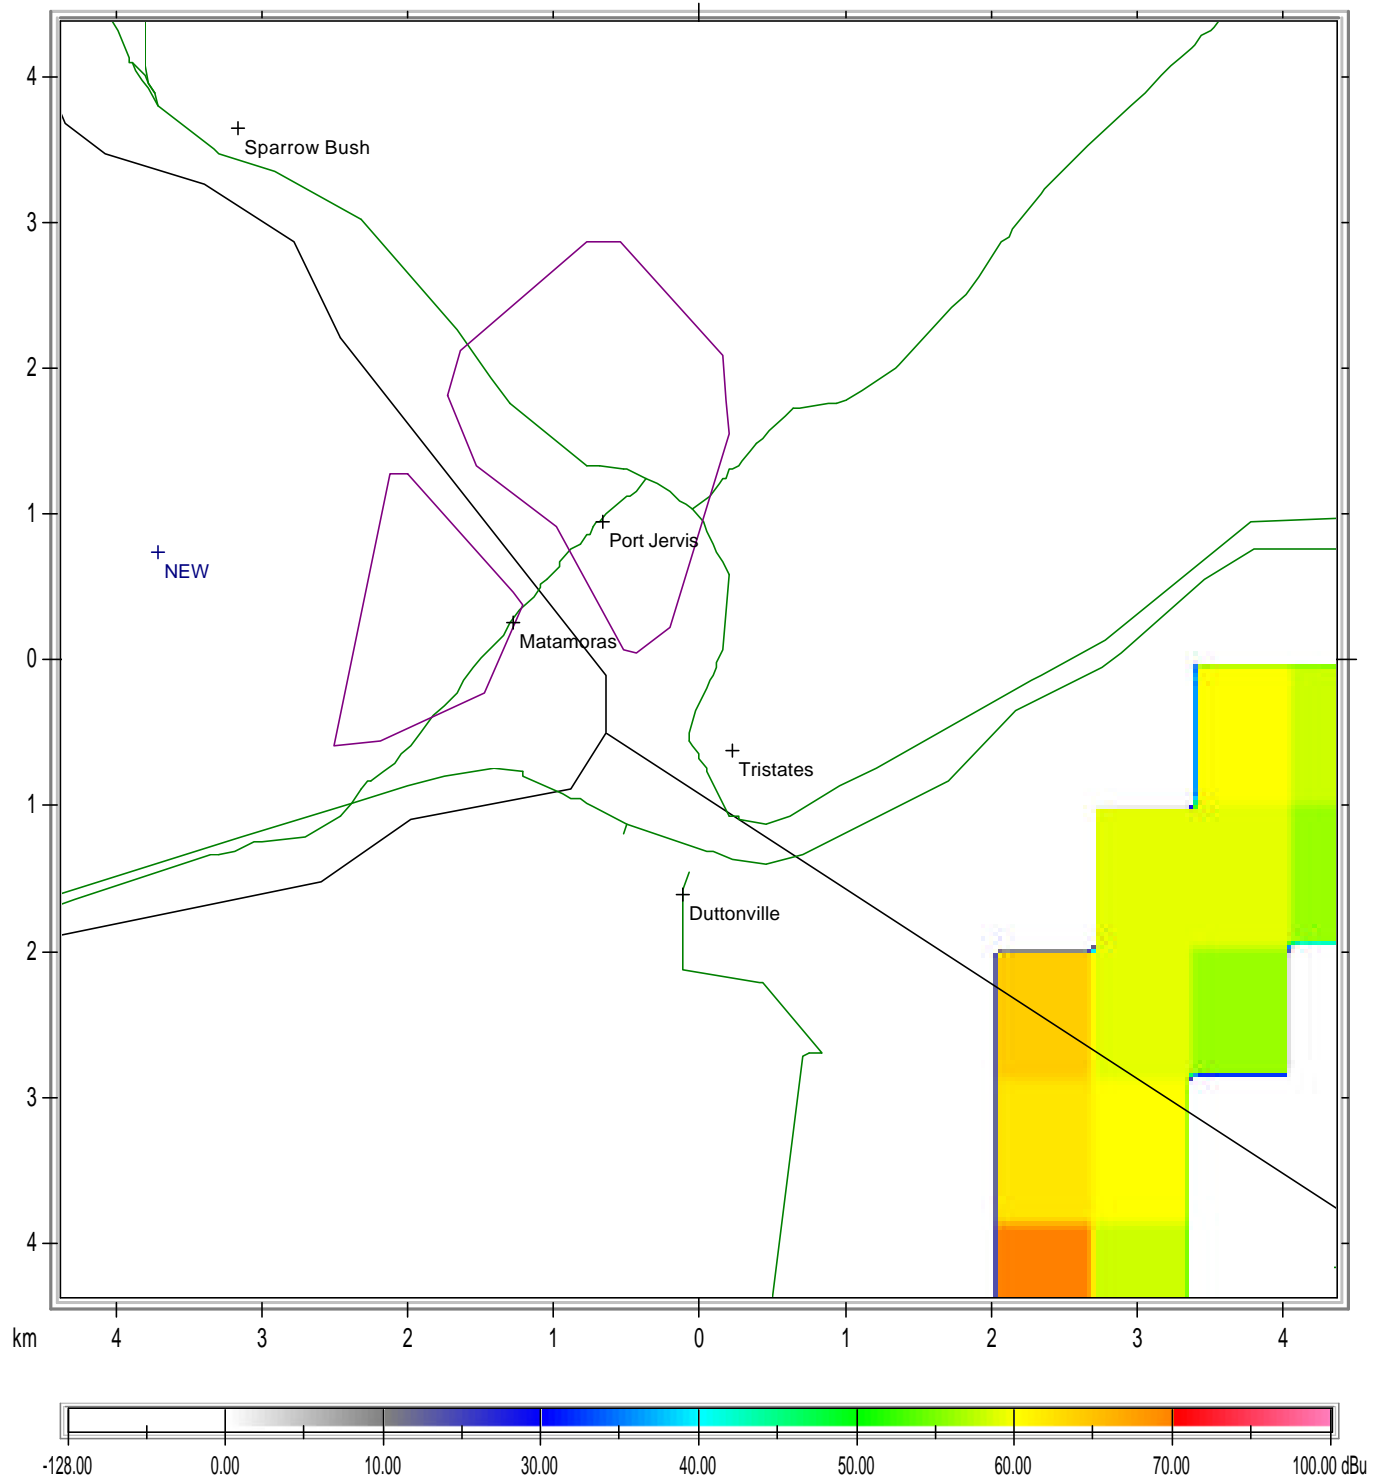 4
Sparrow Bush
3
2
1
Port Jervis
NEW
Matamoras
0
Tristates
1
Duttonville
2
3
4
km 4 3 2 1 0 1 2 3 4
-128.00 0.00 10.00 30.00 40.00 50.00 60.00 70.00 100.00 dBu